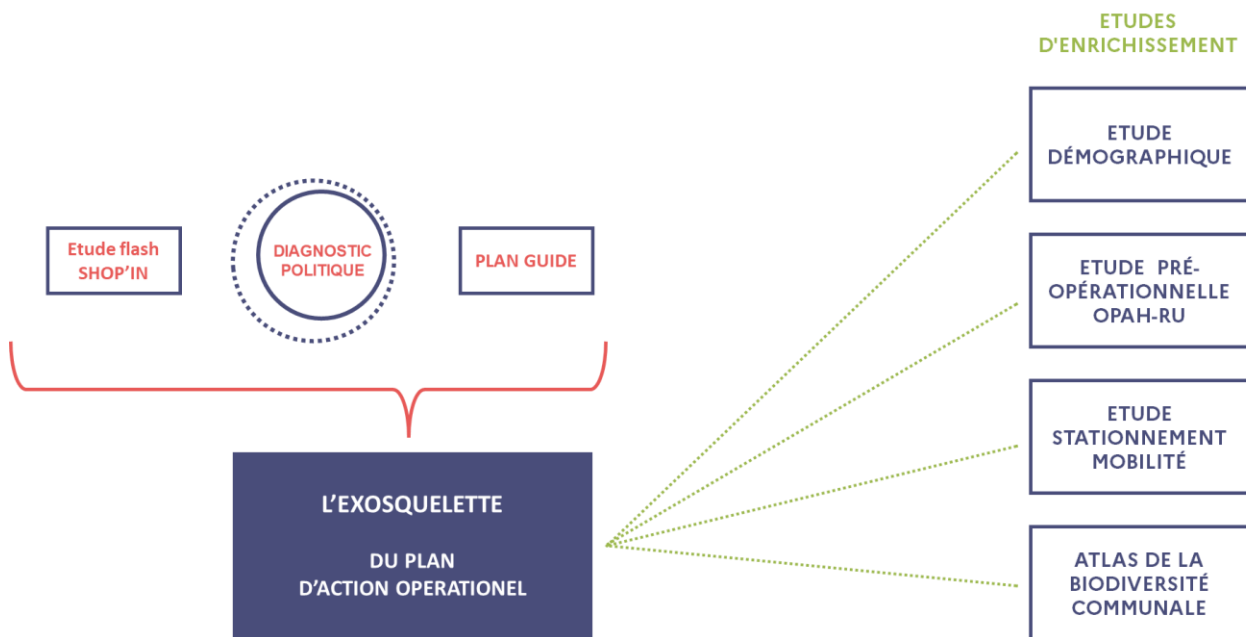 ETUDES
D'ENRICHISSEMENT
ETUDE
DÉMOGRAPHIQUE
Etude flash
SHOP'IN
DIAGNOSTIC
POLITIQUE
PLAN GUIDE
ETUDE PRÉ-
OPÉRATIONNELLE
OPAH-RU
ETUDE
STATIONNEMENT
MOBILITÉ
L'EXOSQUELETTE
DU PLAN
D'ACTION OPERATIONEL
ATLAS DE LA
BIODIVERSITÉ
COMMUNALE